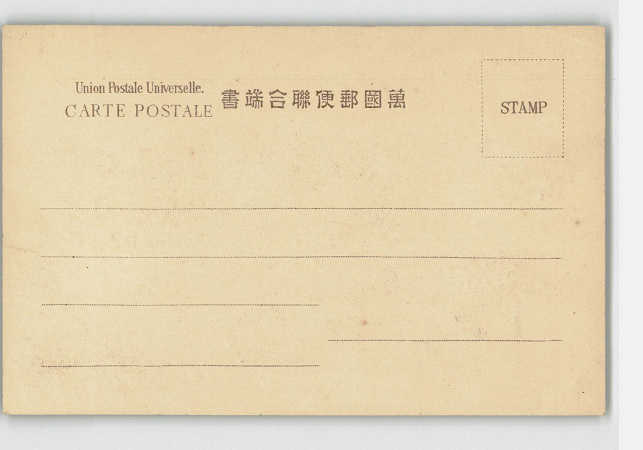 Union Postale Universelle.
CARTE POSTALE
萬國郵便聯合端書
STAMP